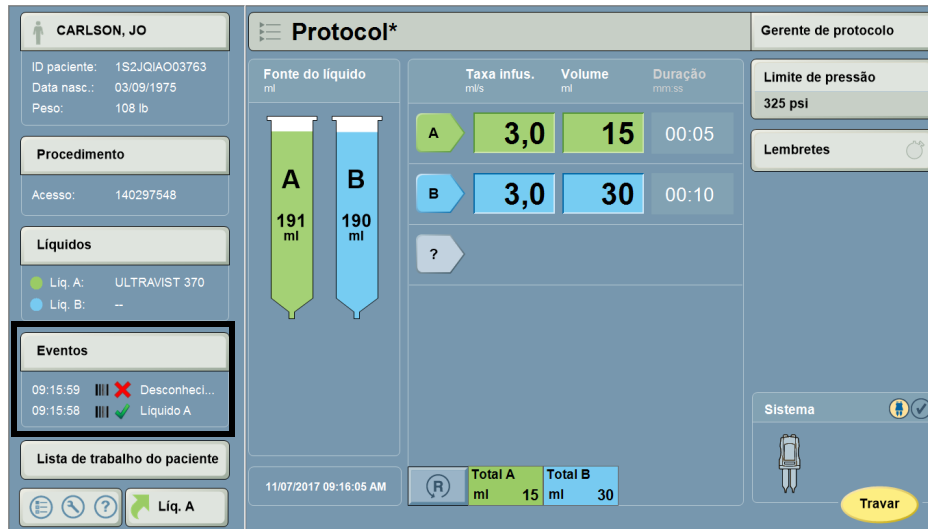 CARLSON, JO
ID paciente: 1S2JQIAO03763
Data nasc.: 03/09/1975
Peso: 108 lb
Procedimento
Acesso: 140297548
Líquidos
Líq. A: ULTRAVIST 370
Líq. B: --
Eventos
09:15:59 Desconheci...
09:15:58 Líquido A
Lista de trabalho do paciente
?
Líq. A
Protocol*
Fonte do líquido
ml
A B
191 190
ml ml
11/07/2017 09:16:05 AM
Taxa infus. Volume Duração
ml/s ml mm:ss
A 3,0 15 00:05
B 3,0 30 00:10
?
R
Total A Total B
ml 15 ml 30
Gerente de protocolo
Limite de pressão
325 psi
Lembretes
Sistema
Travar